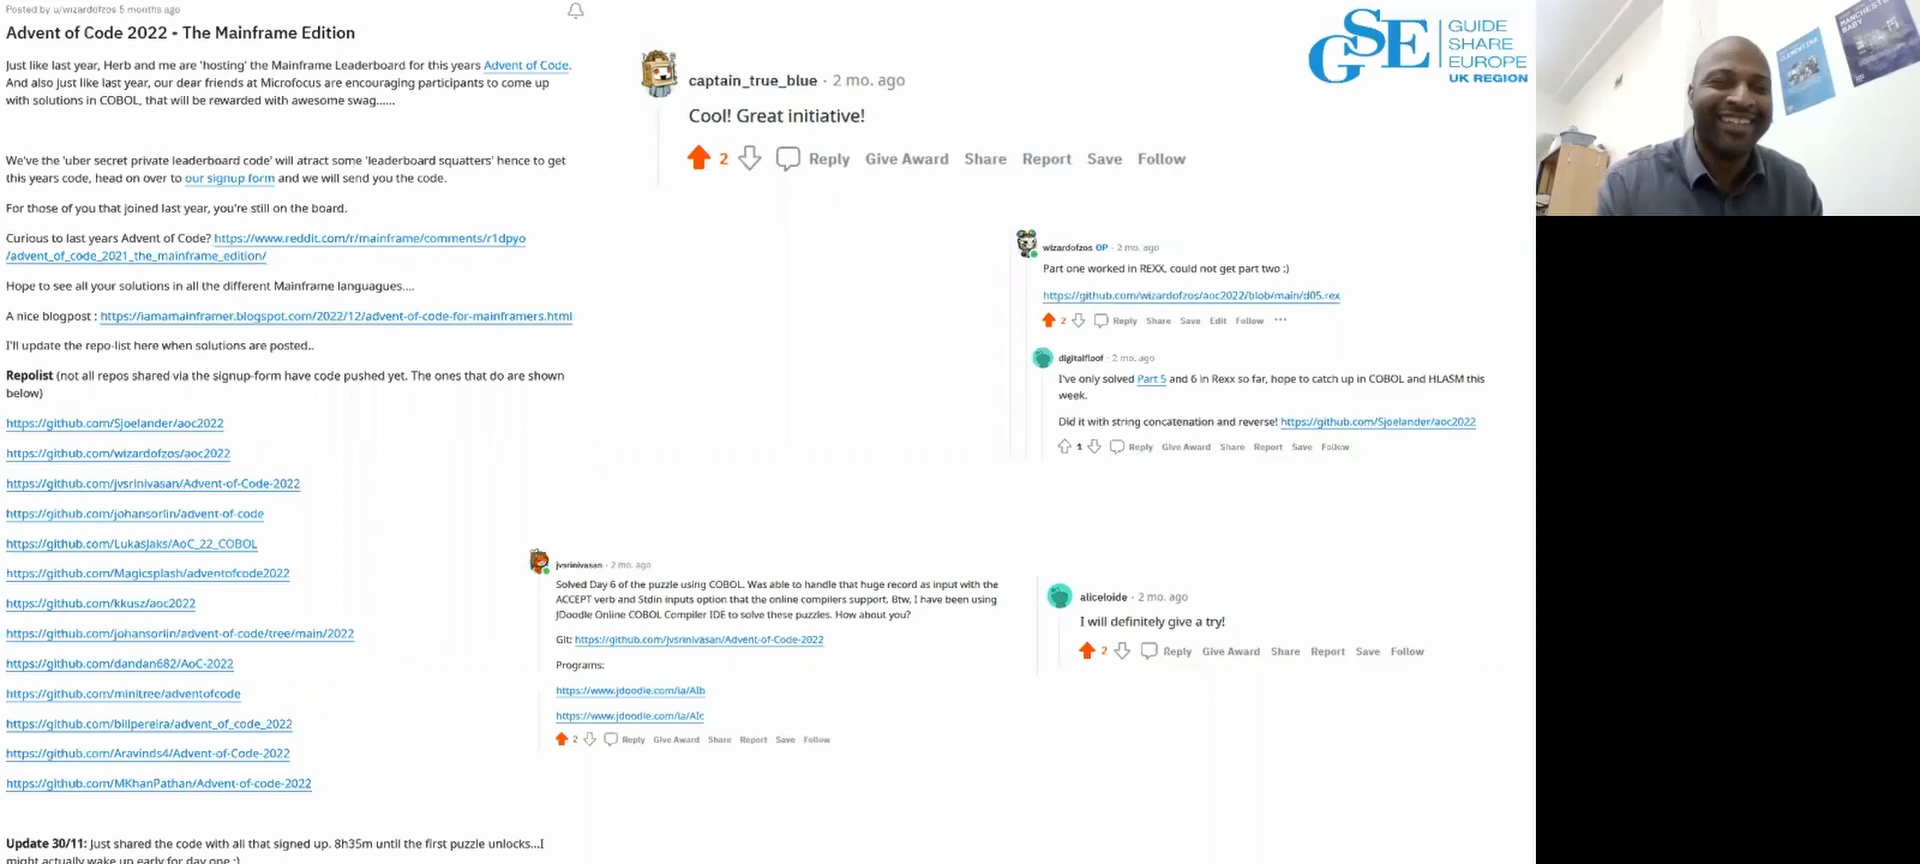 Posted by u/wizardofzos 5 months ago
Advent of Code 2022 - The Mainframe Edition
Just like last year, Herb and me are 'hosting' the Mainframe Leaderboard for this years Advent of Code.
And also just like last year, our dear friends at Microfocus are encouraging participants to come up
with solutions in COBOL, that will be rewarded with awesome swag......
We've the 'uber secret private leaderboard code' will atract some 'leaderboard squatters' hence to get
this years code, head on over to our signup form and we will send you the code.
For those of you that joined last year, you're still on the board.
Curious to last years Advent of Code? https://www.reddit.com/r/mainframe/comments/r1dpyo
/advent_of_code_2021_the_mainframe_edition/
Hope to see all your solutions in all the different Mainframe languagues....
A nice blogpost : https://iamamainframer.blogspot.com/2022/12/advent-of-code-for-mainframers.html
I'll update the repo-list here when solutions are posted..
Repolist (not all repos shared via the signup-form have code pushed yet. The ones that do are shown
below)
https://github.com/Sjoelander/aoc2022
https://github.com/wizardofzos/aoc2022
https://github.com/jvsrinivasan/Advent-of-Code-2022
https://github.com/johansorlin/advent-of-code
https://github.com/LukasJaks/AoC_22_COBOL
https://github.com/Magicsplash/adventofcode2022
https://github.com/kkusz/aoc2022
https://github.com/johansorlin/advent-of-code/tree/main/2022
https://github.com/dandan682/AoC-2022
https://github.com/minitree/adventofcode
https://github.com/billpereira/advent_of_code_2022
https://github.com/Aravinds4/Advent-of-Code-2022
https://github.com/MKhanPathan/Advent-of-code-2022
Update 30/11: Just shared the code with all that signed up. 8h35m until the first puzzle unlocks...I
might actually wake up early for day one :)
captain_true_blue · 2 mo. ago
Cool! Great initiative!
2 Reply Give Award Share Report Save Follow
GSE
GUIDE
SHARE
EUROPE
UK REGION
wizardofzos OP · 2 mo. ago
Part one worked in REXX, could not get part two :)
https://github.com/wizardofzos/aoc2022/blob/main/d05.rex
2 Reply Share Save Edit Follow ···
digitalfloof · 2 mo. ago
I've only solved Part 5 and 6 in Rexx so far, hope to catch up in COBOL and HLASM this
week.
Did it with string concatenation and reverse! https://github.com/Sjoelander/aoc2022
1 Reply Give Award Share Report Save Follow
jvsrinivasan · 2 mo. ago
Solved Day 6 of the puzzle using COBOL. Was able to handle that huge record as input with the
ACCEPT verb and Stdin inputs option that the online compilers support. Btw, I have been using
JDoodle Online COBOL Compiler IDE to solve these puzzles. How about you?
Git: https://github.com/jvsrinivasan/Advent-of-Code-2022
Programs:
https://www.jdoodle.com/ia/AIb
https://www.jdoodle.com/ia/AIc
2 Reply Give Award Share Report Save Follow
aliceloide · 2 mo. ago
I will definitely give a try!
2 Reply Give Award Share Report Save Follow
MANCHESTER
BABY